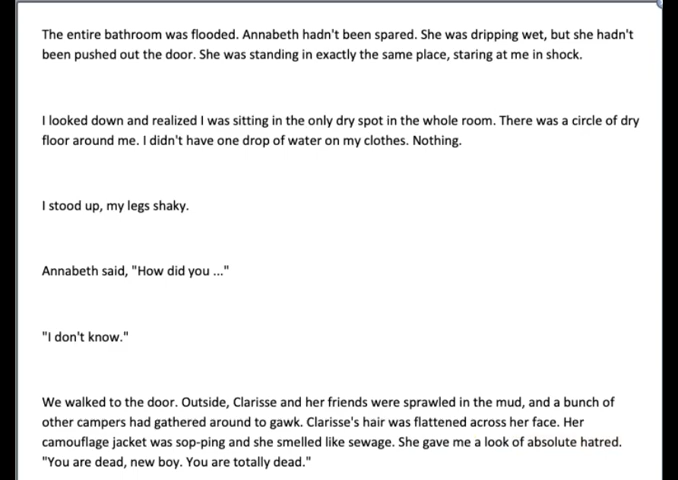 The entire bathroom was flooded. Annabeth hadn't been spared. She was dripping wet, but she hadn't
been pushed out the door. She was standing in exactly the same place, staring at me in shock.
I looked down and realized I was sitting in the only dry spot in the whole room. There was a circle of dry
floor around me. I didn't have one drop of water on my clothes. Nothing.
I stood up, my legs shaky.
Annabeth said, "How did you ..."
"I don't know."
We walked to the door. Outside, Clarisse and her friends were sprawled in the mud, and a bunch of
other campers had gathered around to gawk. Clarisse's hair was flattened across her face. Her
camouflage jacket was sop-ping and she smelled like sewage. She gave me a look of absolute hatred.
"You are dead, new boy. You are totally dead."